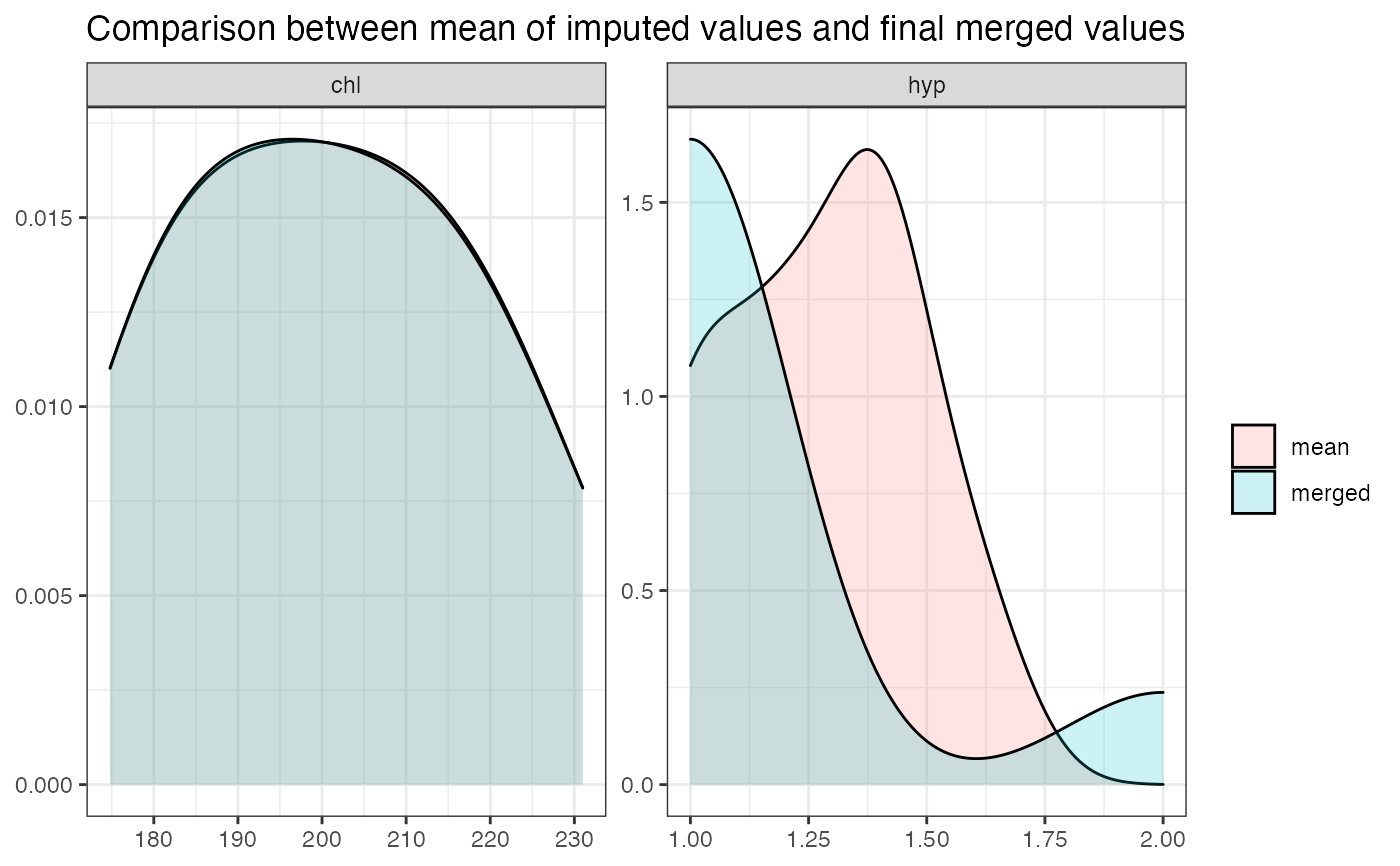 Comparison between mean of imputed values and final merged values
chl
hyp
0.015
0.010
0.005
0.000
180 190 200 210 220 230
1.5
1.0
0.5
0.0
1.00 1.25 1.50 1.75 2.00
mean
merged